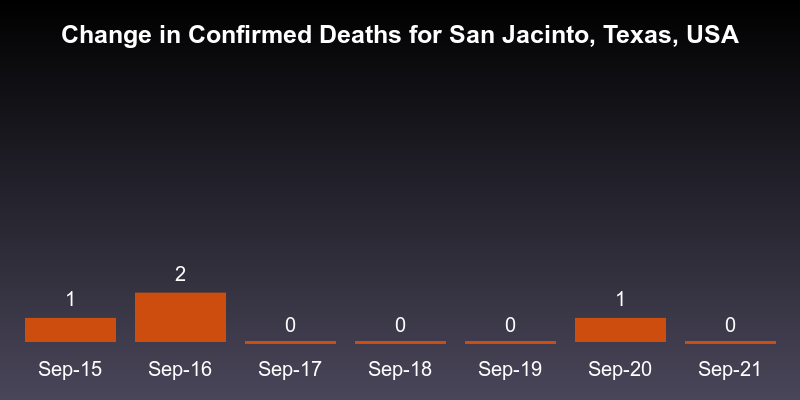 Change in Confirmed Deaths for San Jacinto, Texas, USA
1 2 0 0 0 1 0
Sep-15 Sep-16 Sep-17 Sep-18 Sep-19 Sep-20 Sep-21